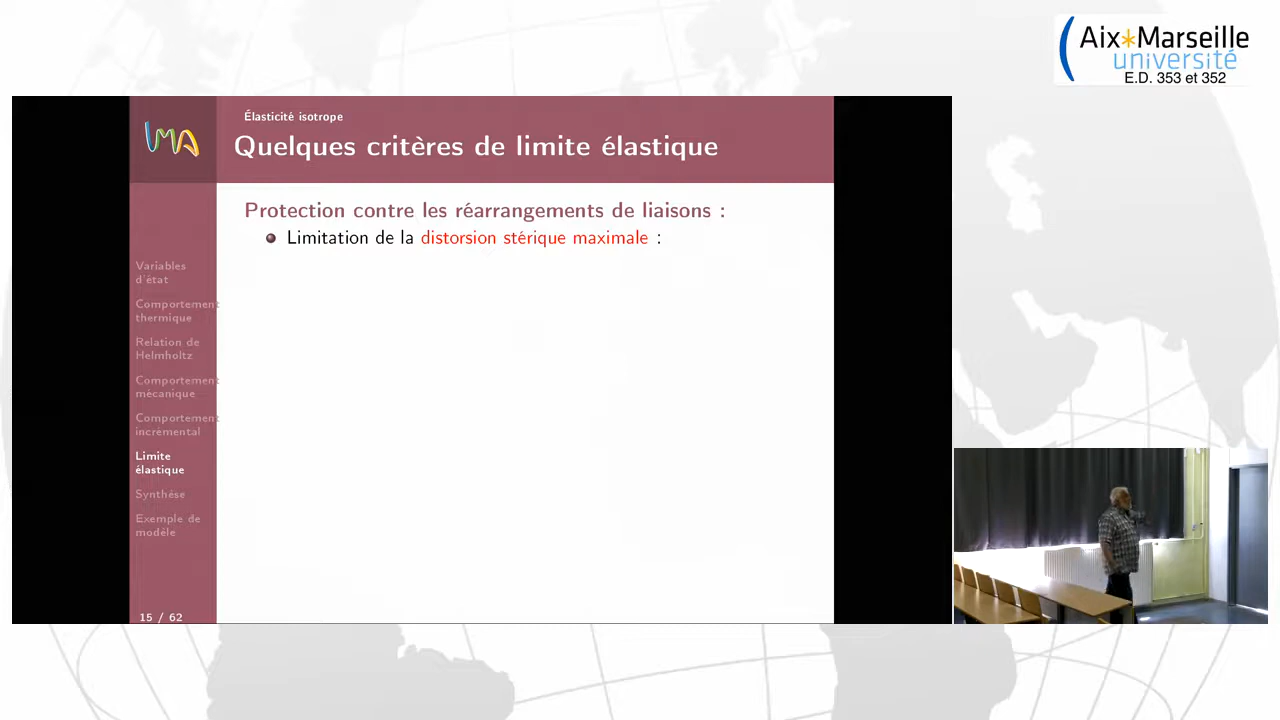 Aix*Marseille
université
E.D. 353 et 352
LMA
Élasticité isotrope
Quelques critères de limite élastique
Protection contre les réarrangements de liaisons :
Limitation de la distorsion stérique maximale :
Variables
d'état
Comportement
thermique
Relation de
Helmholtz
Comportement
mécanique
Comportement
incrémental
Limite
élastique
Synthèse
Exemple de
modèle
15 / 62